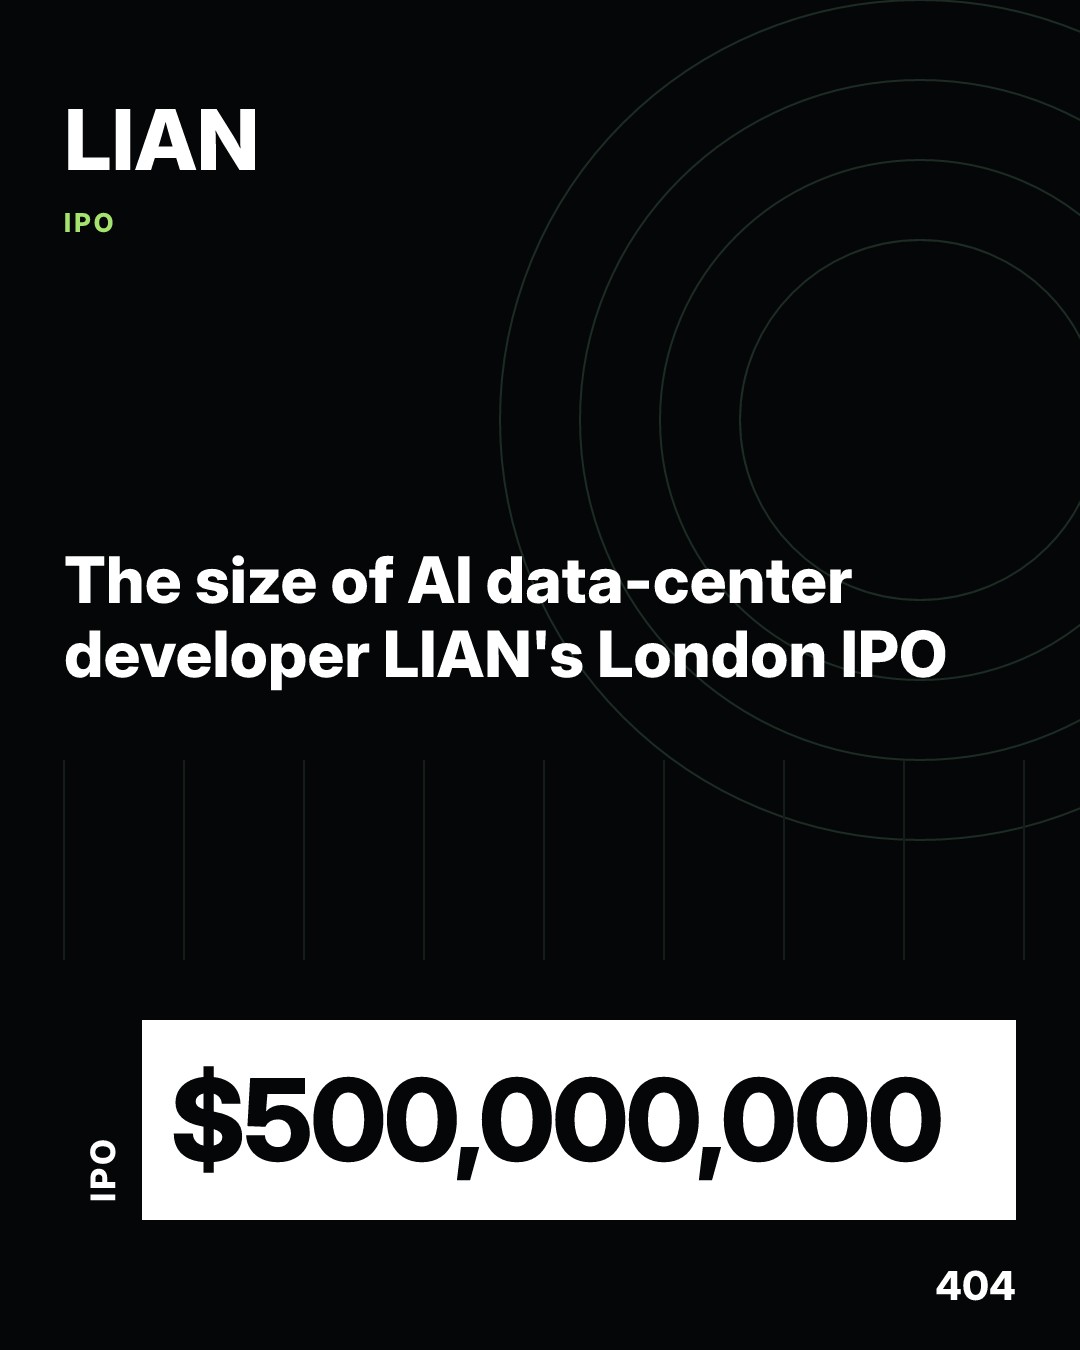 LIAN
IPO
The size of AI data-center
developer LIAN's London IPO
IPO
$500,000,000
404